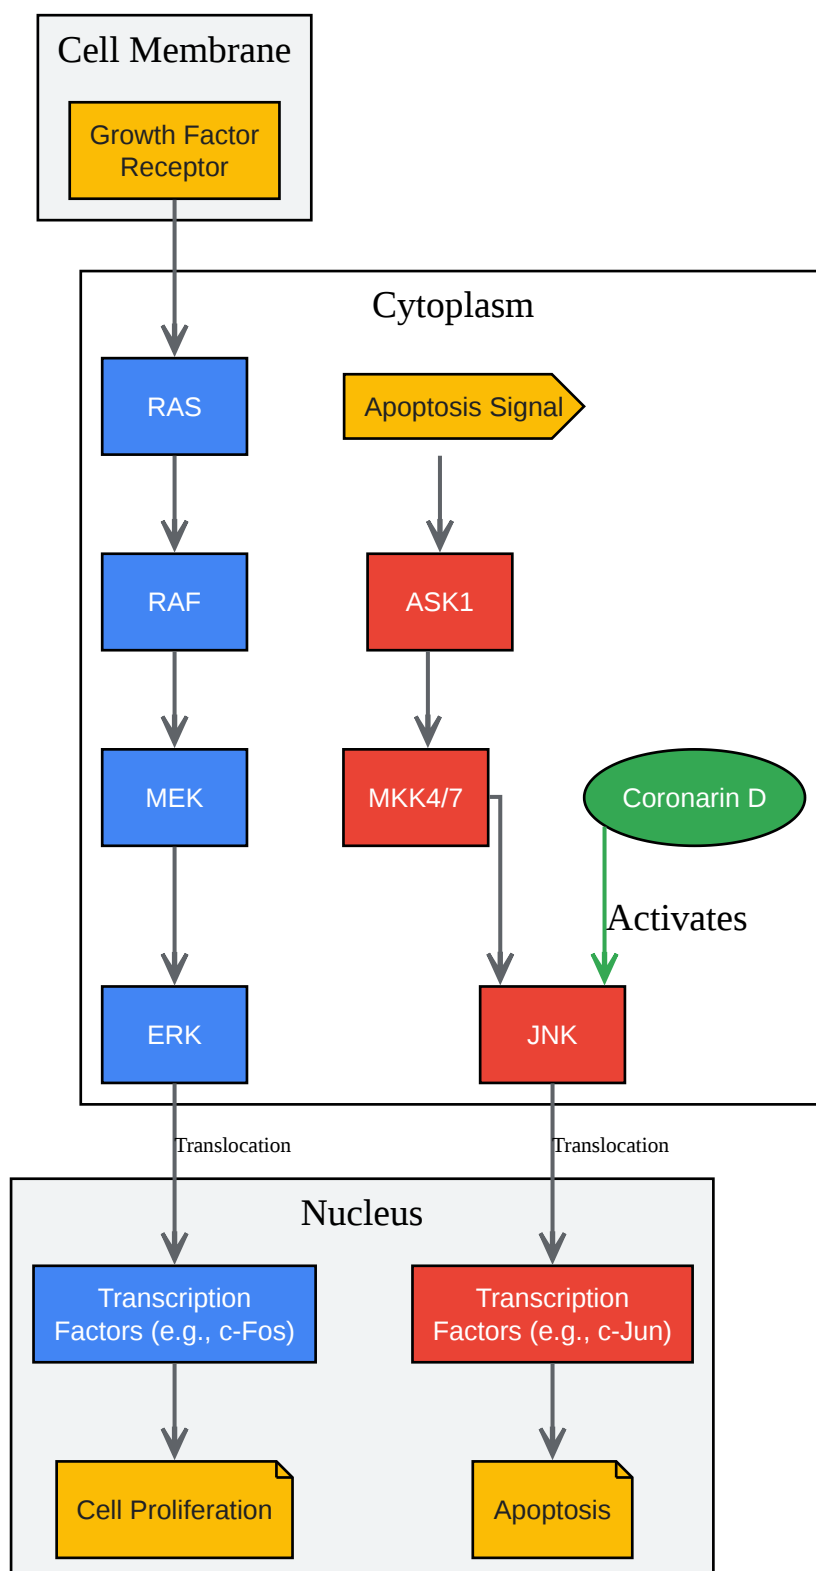 Cell Membrane
Growth Factor
Receptor
Cytoplasm
RAS
Apoptosis Signal
RAF
ASK1
MEK
MKK4/7
Coronarin D
Activates
ERK
JNK
Translocation
Translocation
Nucleus
Transcription
Factors (e.g., c-Fos)
Transcription
Factors (e.g., c-Jun)
Cell Proliferation
Apoptosis